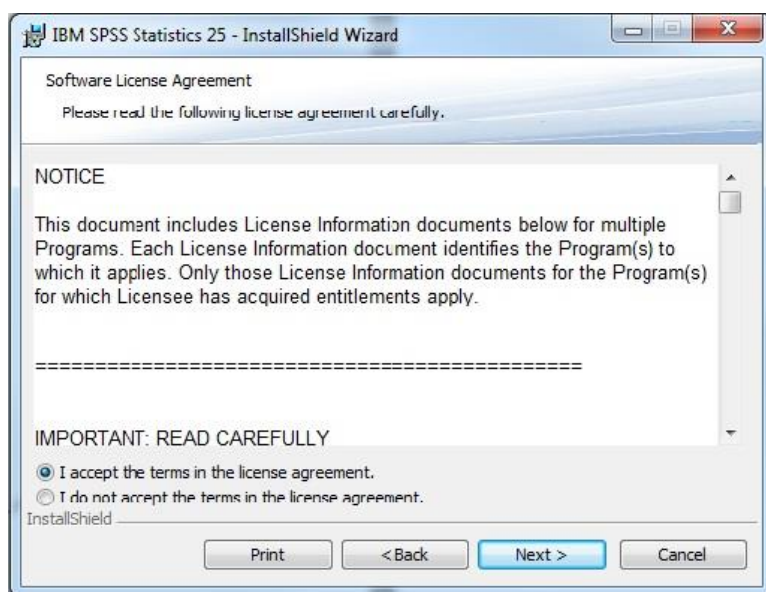 IBM SPSS Statistics 25 - InstallShield Wizard
Software License Agreement
Please read the following license agreement carefully.
NOTICE
This document includes License Information documents below for multiple
Programs. Each License Information document identifies the Program(s) to
which it applies. Only those License Information documents for the Program(s)
for which Licensee has acquired entitlements apply.
==============================================
IMPORTANT: READ CAREFULLY
I accept the terms in the license agreement.
I do not accept the terms in the license agreement.
InstallShield
Print
< Back
Next >
Cancel